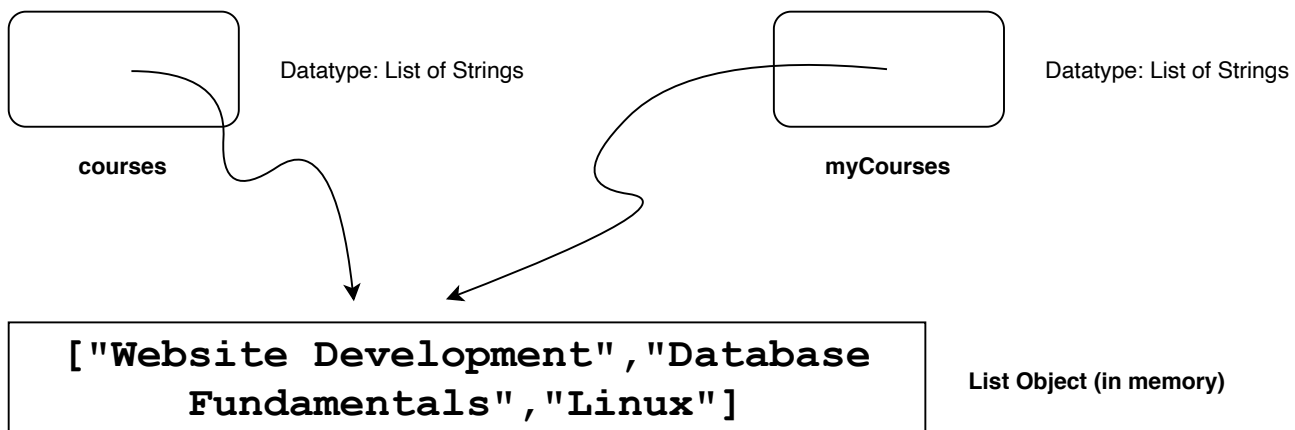 Datatype: List of Strings
Datatype: List of Strings
courses
myCourses
["Website Development","Database
Fundamentals","Linux"]
List Object (in memory)